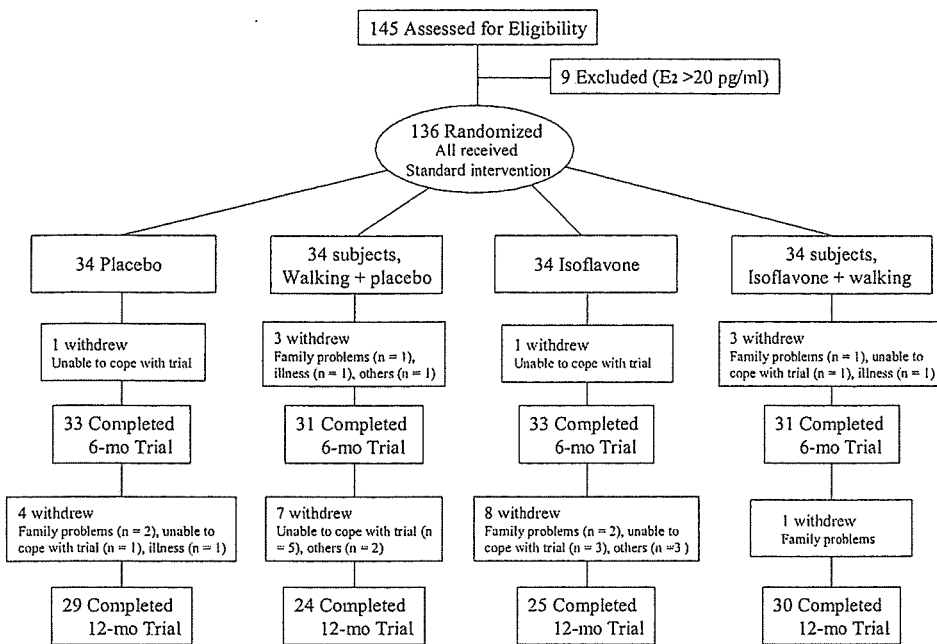 145 Assessed for Eligibility
9 Excluded (E2 >20 pg/ml)
136 Randomized
All received
Standard intervention
34 Placebo
34 subjects,
Walking + placebo
34 Isoflavone
34 subjects,
Isoflavone + walking
1 withdrew
Unable to cope with trial
3 withdrew
Family problems (n = 1),
illness (n = 1), others (n = 1)
1 withdrew
Unable to cope with trial
3 withdrew
Family problems (n = 1), unable to
cope with trial (n = 1), illness (n = 1)
33 Completed
6-mo Trial
31 Completed
6-mo Trial
33 Completed
6-mo Trial
31 Completed
6-mo Trial
4 withdrew
Family problems (n = 2), unable to
cope with trial (n = 1), illness (n = 1)
7 withdrew
Unable to cope with trial (n
= 5), others (n = 2)
8 withdrew
Family problems (n = 2), unable to
cope with trial (n = 3), others (n =3 )
1 withdrew
Family problems
29 Completed
12-mo Trial
24 Completed
12-mo Trial
25 Completed
12-mo Trial
30 Completed
12-mo Trial